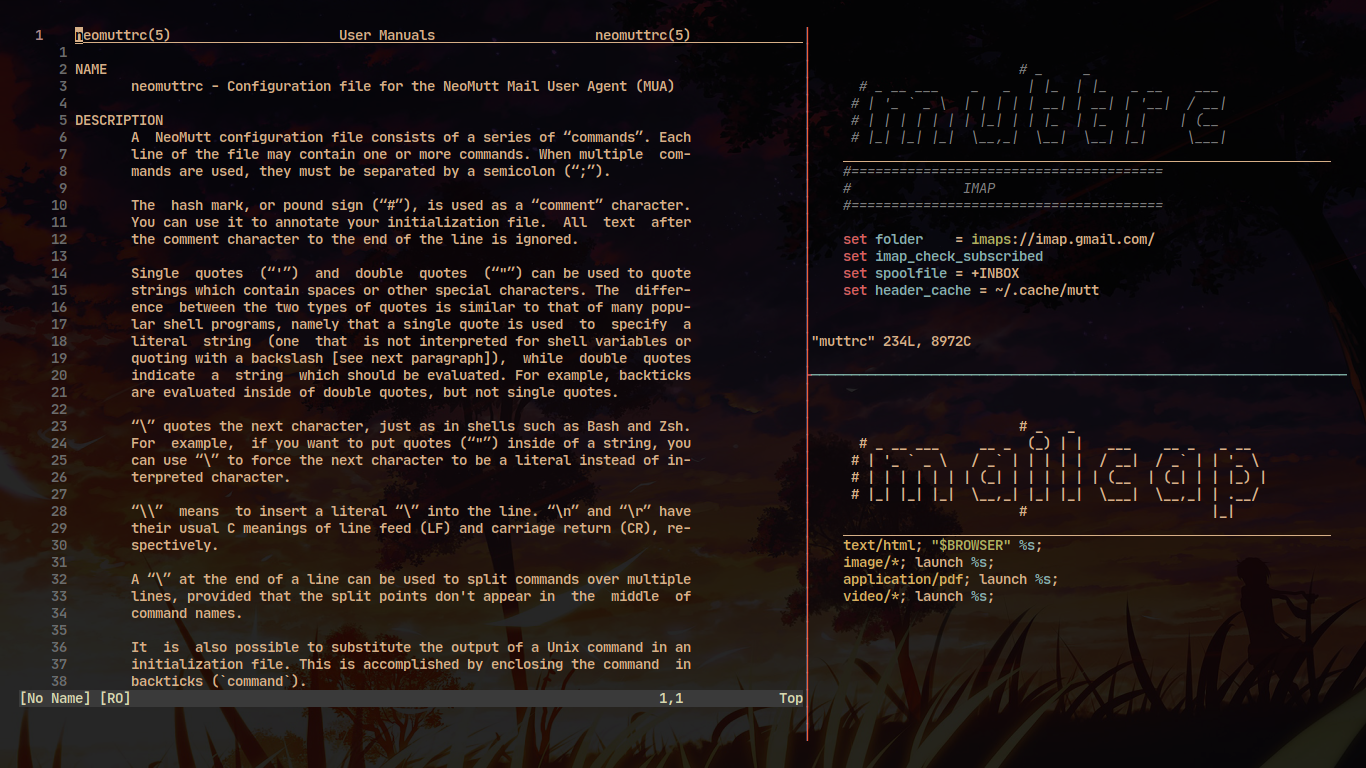 1 neomuttrc(5) User Manuals neomuttrc(5)
1
2 NAME
3 neomuttrc - Configuration file for the NeoMutt Mail User Agent (MUA)
4
5 DESCRIPTION
6 A NeoMutt configuration file consists of a series of “commands”. Each
7 line of the file may contain one or more commands. When multiple com-
8 mands are used, they must be separated by a semicolon (“;”).
9
10 The hash mark, or pound sign (“#”), is used as a “comment” character.
11 You can use it to annotate your initialization file. All text after
12 the comment character to the end of the line is ignored.
13
14 Single quotes (“'”) and double quotes (“"”) can be used to quote
15 strings which contain spaces or other special characters. The differ-
16 ence between the two types of quotes is similar to that of many popu-
17 lar shell programs, namely that a single quote is used to specify a
18 literal string (one that is not interpreted for shell variables or
19 quoting with a backslash [see next paragraph]), while double quotes
20 indicate a string which should be evaluated. For example, backticks
21 are evaluated inside of double quotes, but not single quotes.
22
23 “\” quotes the next character, just as in shells such as Bash and Zsh.
24 For example, if you want to put quotes (“"”) inside of a string, you
25 can use “\” to force the next character to be a literal instead of in-
26 terpreted character.
27
28 “\\” means to insert a literal “\” into the line. “\n” and “\r” have
29 their usual C meanings of line feed (LF) and carriage return (CR), re-
30 spectively.
31
32 A “\” at the end of a line can be used to split commands over multiple
33 lines, provided that the split points don't appear in the middle of
34 command names.
35
36 It is also possible to substitute the output of a Unix command in an
37 initialization file. This is accomplished by enclosing the command in
38 backticks (`command`).
[No Name] [RO] 1,1 Top
muttrc
#=======================================
# IMAP
#=======================================
set folder = imaps://imap.gmail.com/
set imap_check_subscribed
set spoolfile = +INBOX
set header_cache = ~/.cache/mutt
"muttrc" 234L, 8972C
mailcap
text/html; "$BROWSER" %s;
image/*; launch %s;
application/pdf; launch %s;
video/*; launch %s;